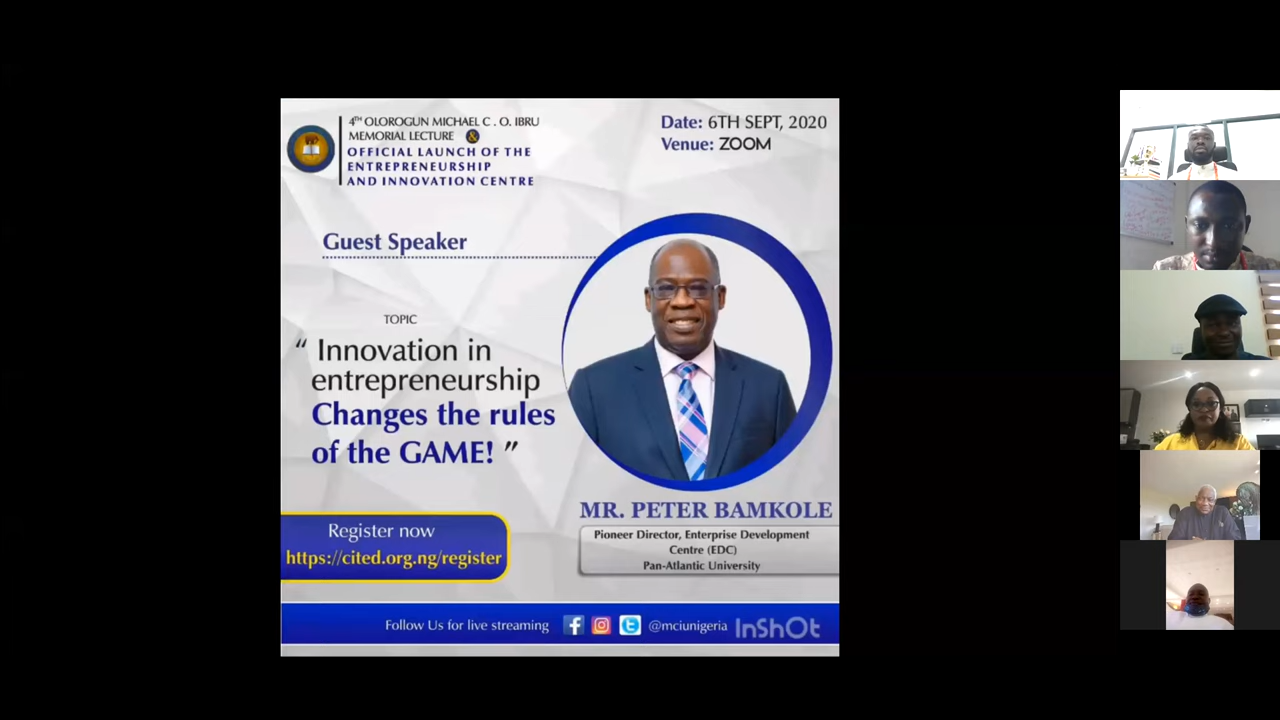 4TH OLOROGUN MICHAEL C . O. IBRU
MEMORIAL LECTURE &
OFFICIAL LAUNCH OF THE
ENTREPRENEURSHIP
AND INNOVATION CENTRE
Date: 6TH SEPT, 2020
Venue: ZOOM
Guest Speaker
TOPIC
“ Innovation in
entrepreneurship
Changes the rules
of the GAME! ”
MR. PETER BAMKOLE
Pioneer Director, Enterprise Development
Centre (EDC)
Pan-Atlantic University
Register now
https://cited.org.ng/register
Follow Us for live streaming @mciunigeria InShOt